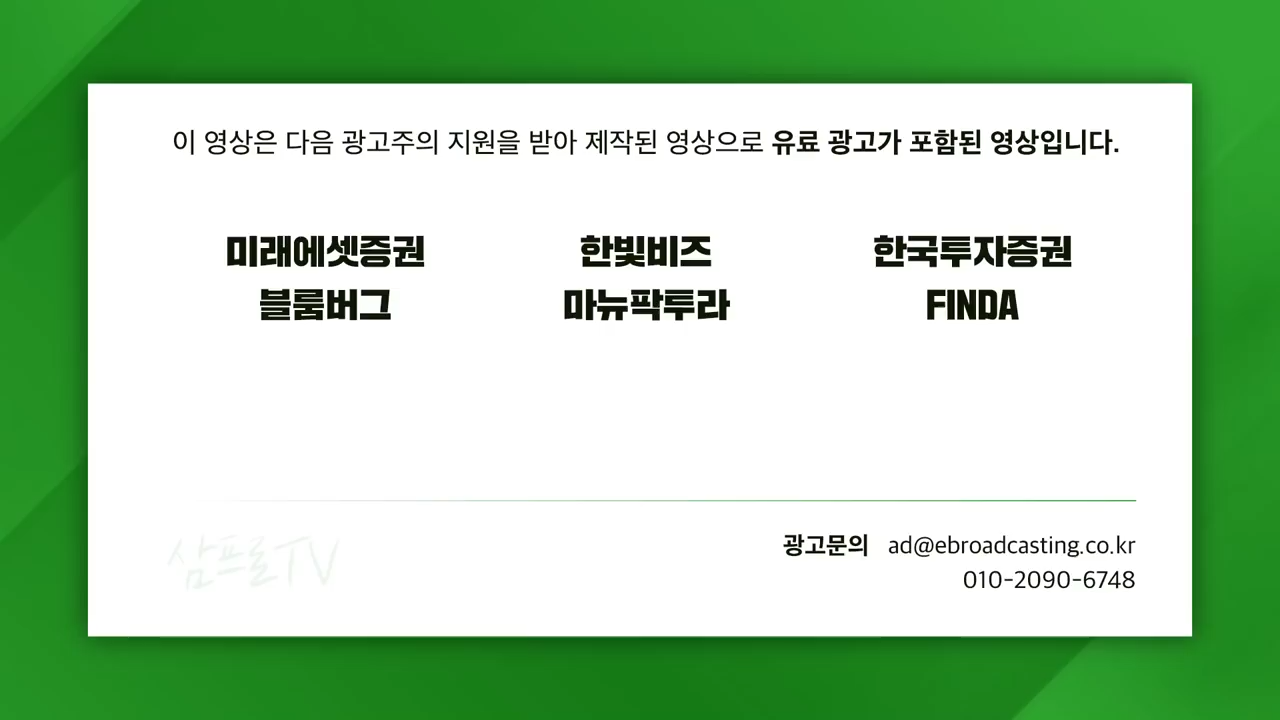 이 영상은 다음 광고주의 지원을 받아 제작된 영상으로 유료 광고가 포함된 영상입니다.
미래에셋증권 한빛비즈 한국투자증권
블룸버그 마뉴팍투라 FINDA
삼프로TV
광고문의 ad@ebroadcasting.co.kr
010-2090-6748